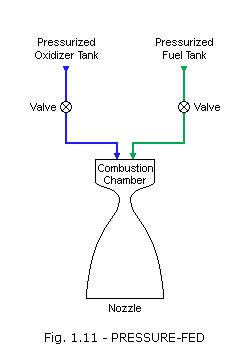 Pressurized
Oxidizer Tank
Pressurized
Fuel Tank
Valve
Valve
Combustion
Chamber
Nozzle
Fig. 1.11 - PRESSURE-FED